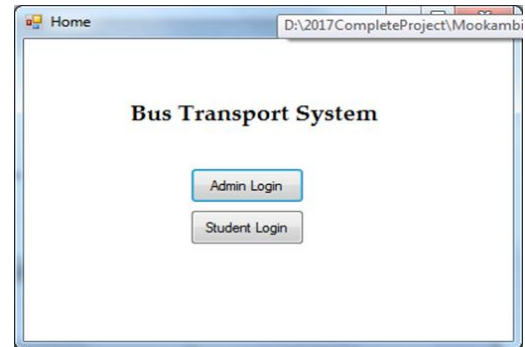 Home
D:\2017CompleteProject\Mookambi
Bus Transport System
Admin Login
Student Login